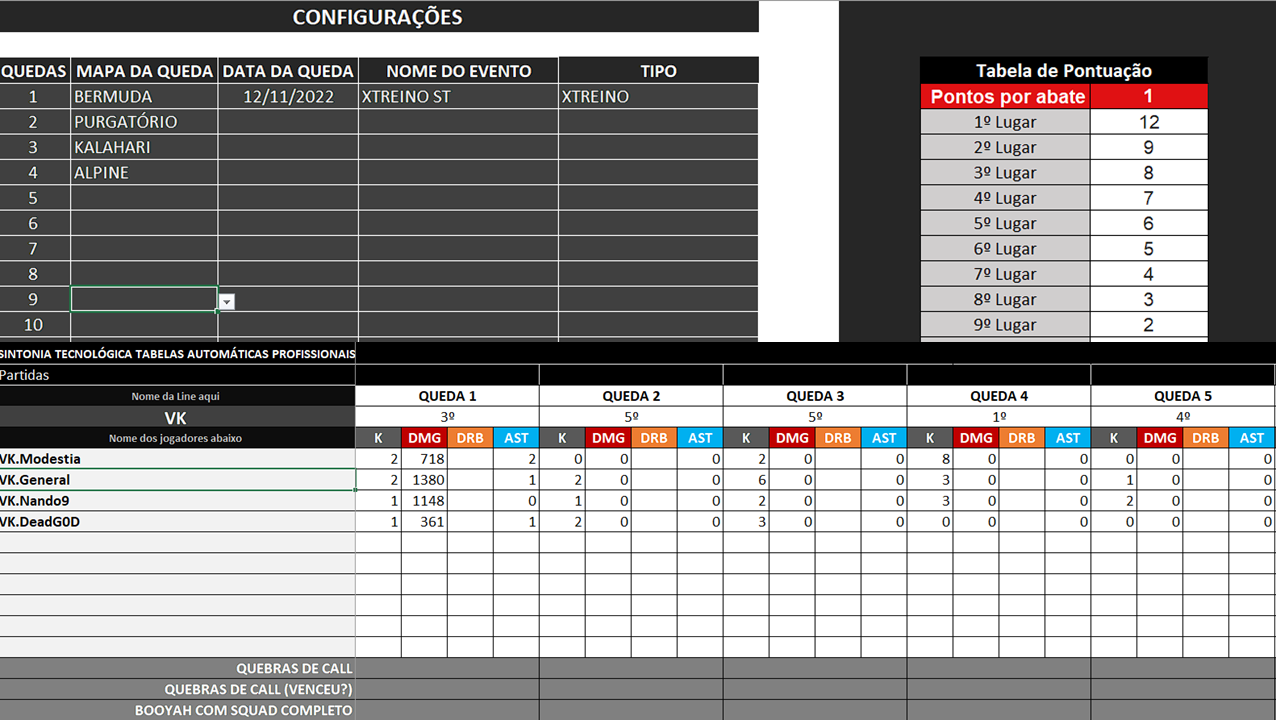 CONFIGURAÇÕES
QUEDAS MAPA DA QUEDA DATA DA QUEDA NOME DO EVENTO TIPO
1 BERMUDA 12/11/2022 XTREINO ST XTREINO
2 PURGATÓRIO
3 KALAHARI
4 ALPINE
5
6
7
8
9
10
Tabela de Pontuação
Pontos por abate 1
1º Lugar 12
2º Lugar 9
3º Lugar 8
4º Lugar 7
5º Lugar 6
6º Lugar 5
7º Lugar 4
8º Lugar 3
9º Lugar 2
SINTONIA TECNOLÓGICA TABELAS AUTOMÁTICAS PROFISSIONAIS
Partidas
Nome da Line aqui QUEDA 1 QUEDA 2 QUEDA 3 QUEDA 4 QUEDA 5
VK 3º 5º 5º 1º 4º
Nome dos jogadores abaixo K DMG DRB AST K DMG DRB AST K DMG DRB AST K DMG DRB AST K DMG DRB AST
VK.Modestia 2 718 2 0 0 0 2 0 0 8 0 0 0 0 0
VK.General 2 1380 1 2 0 0 6 0 0 3 0 0 1 0 0
VK.Nando9 1 1148 0 1 0 0 2 0 0 3 0 0 2 0 0
VK.DeadG0D 1 361 1 2 0 0 3 0 0 0 0 0 0 0 0
QUEBRAS DE CALL
QUEBRAS DE CALL (VENCEU?)
BOOYAH COM SQUAD COMPLETO